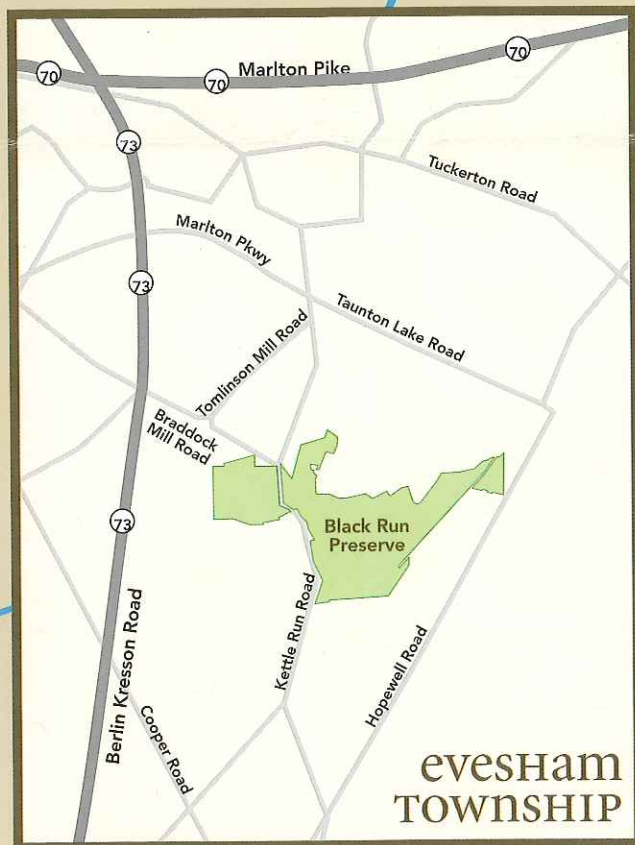 70
Marlton Pike
70
70
73
Tuckerton Road
Marlton Pkwy
73
Taunton Lake Road
Tomlinson Mill Road
Braddock
Mill Road
73
Black Run
Preserve
Kettle Run Road
Hopewell Road
Berlin Kresson Road
Cooper Road
evesHam
TOWNSHIP